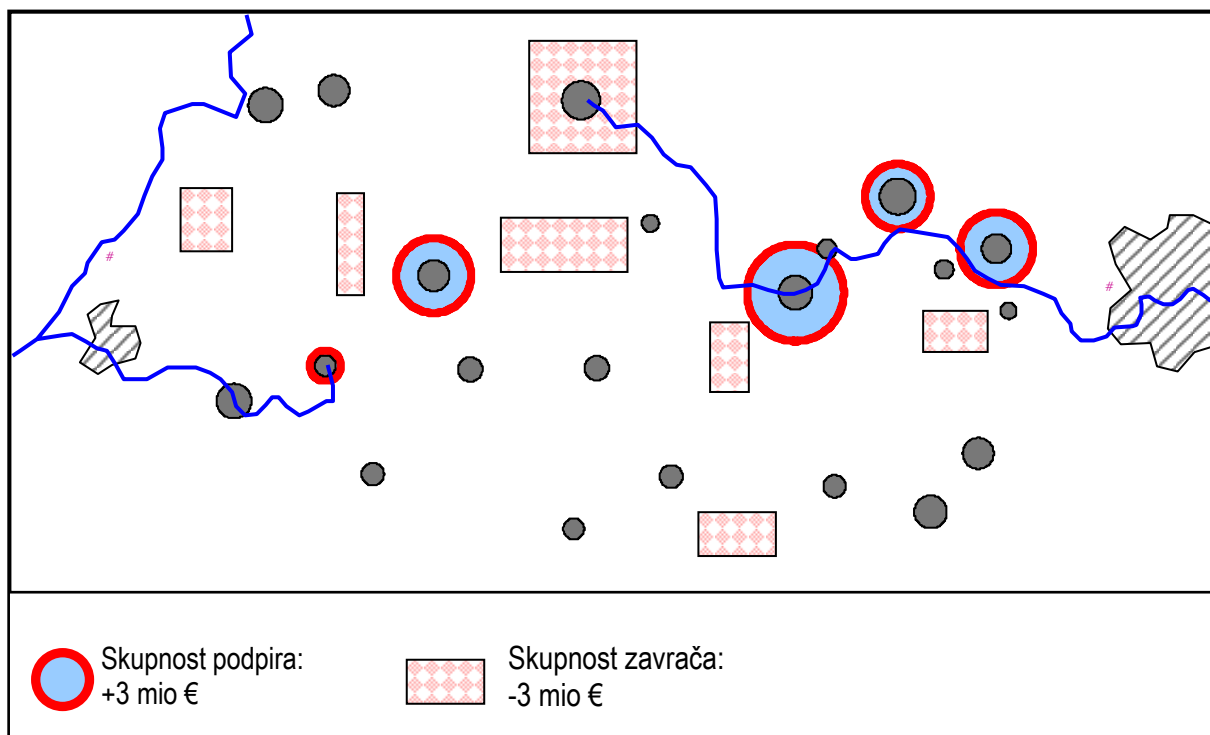 #
#
Skupnost podpira:
+3 mio €
Skupnost zavrača:
-3 mio €